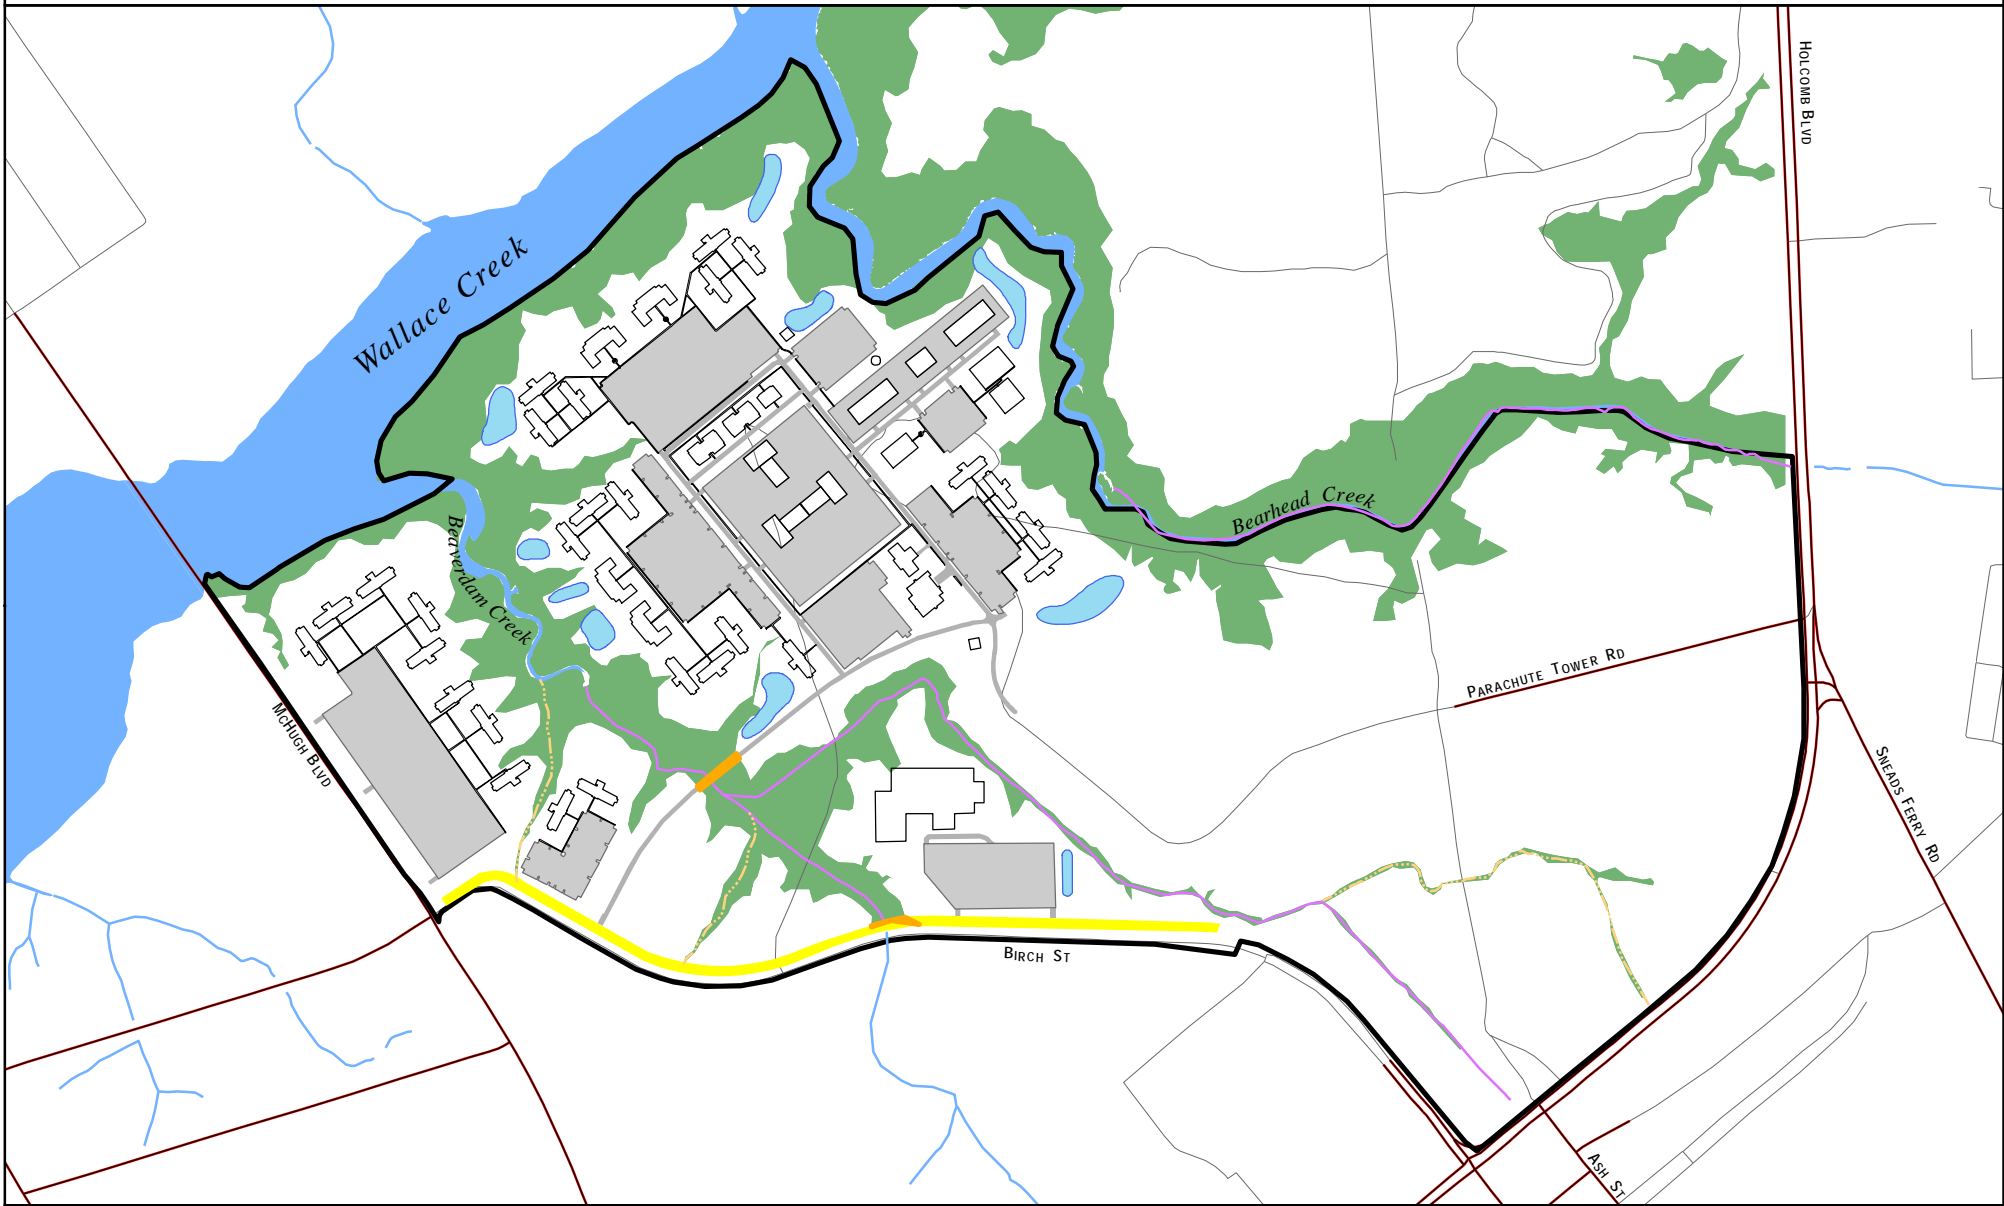 HOLCOMB BLVD
Wallace Creek
Bearhead Creek
Beaverdam Creek
PARACHUTE TOWER RD
MCHUGH BLVD
SNEADS FERRY RD
BIRCH ST
ASH ST